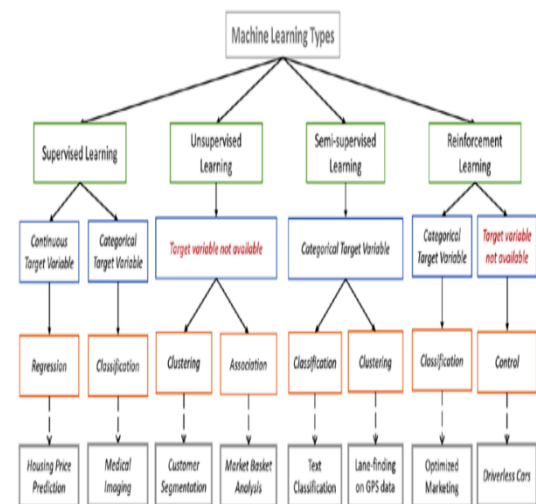 Machine Learning Types
Supervised Learning
Unsupervised
Learning
Semi-supervised
Learning
Reinforcement
Learning
Continuous
Target Variable
Categorical
Target Variable
Target variable not available
Categorical Target Variable
Categorical
Target Variable
Target variable
not available
Regression
Classification
Clustering
Association
Classification
Clustering
Classification
Control
Housing Price
Prediction
Medical
Imaging
Customer
Segmentation
Market Basket
Analysis
Text
Classification
Lane-finding
on GPS data
Optimized
Marketing
Driverless Cars